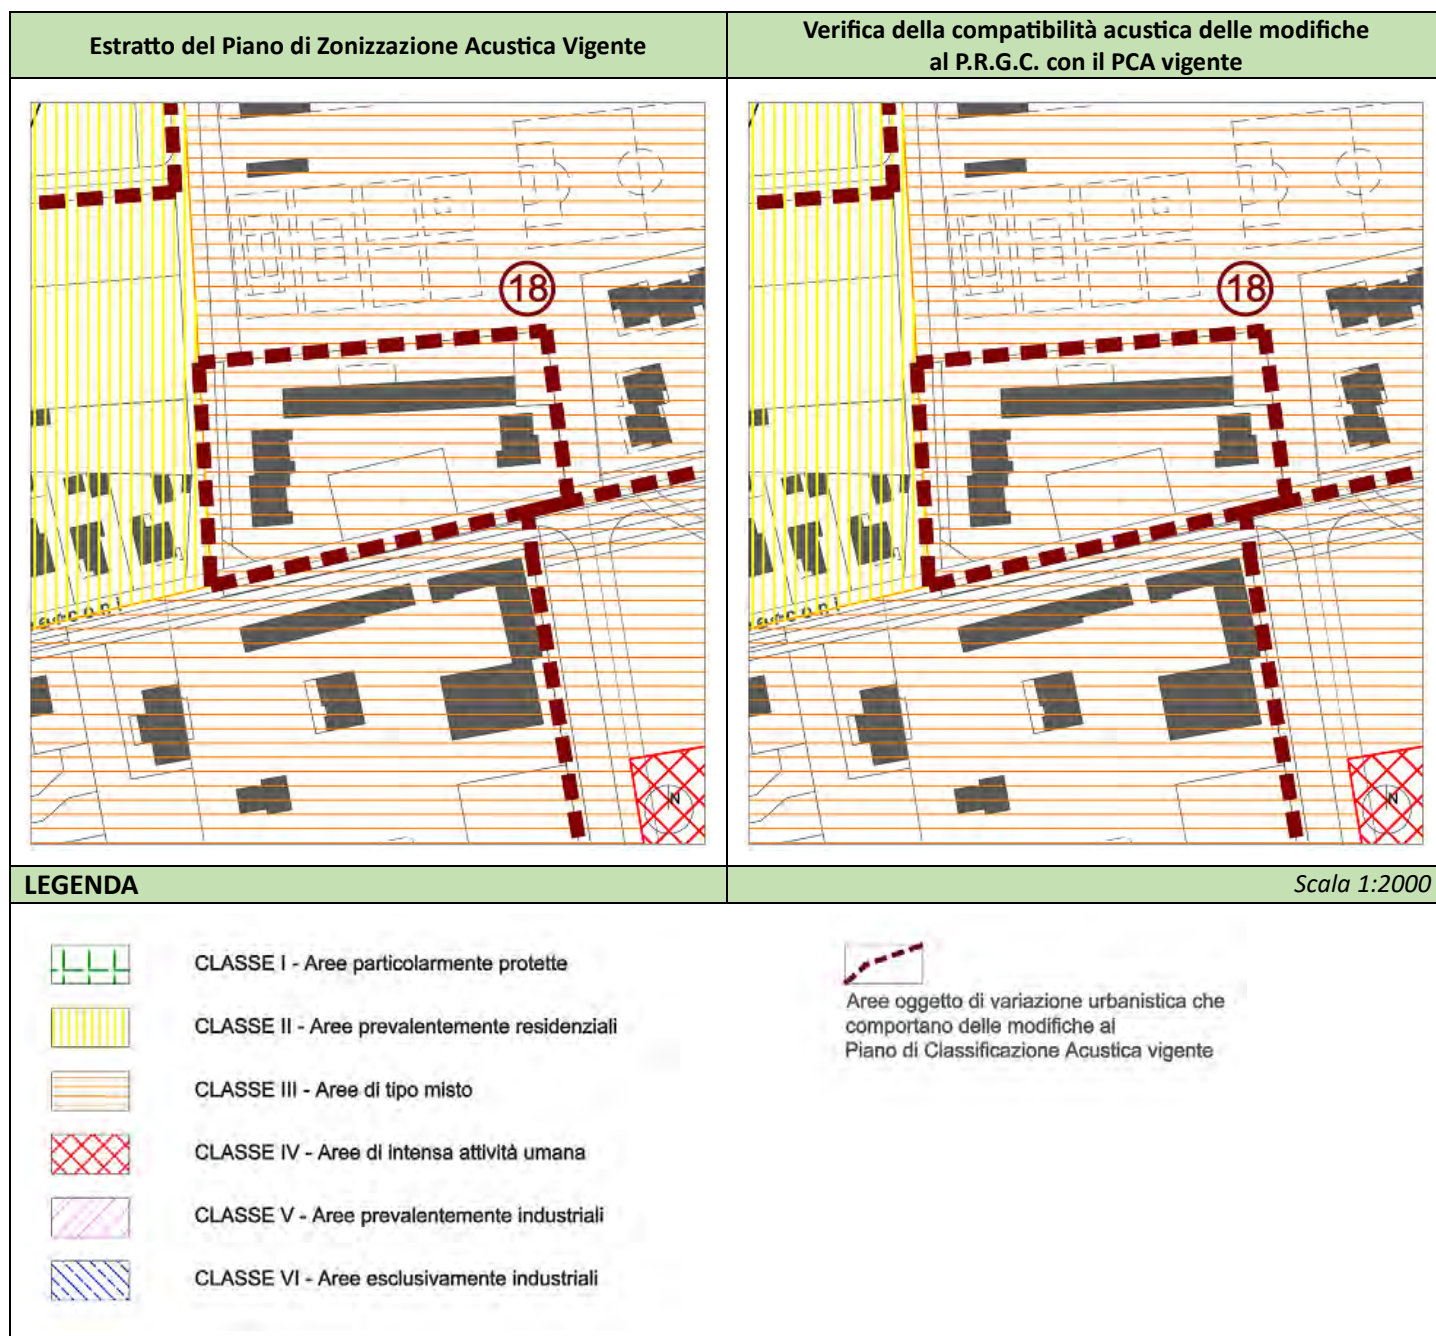 Estratto del Piano di Zonizzazione Acustica Vigente
Verifica della compatibilità acustica delle modifiche
al P.R.G.C. con il PCA vigente
18
N
18
N
LEGENDA
Scala 1:2000
CLASSE I - Aree particolarmente protette
CLASSE II - Aree prevalentemente residenziali
CLASSE III - Aree di tipo misto
CLASSE IV - Aree di intensa attività umana
CLASSE V - Aree prevalentemente industriali
CLASSE VI - Aree esclusivamente industriali
Aree oggetto di variazione urbanistica che
comportano delle modifiche al
Piano di Classificazione Acustica vigente